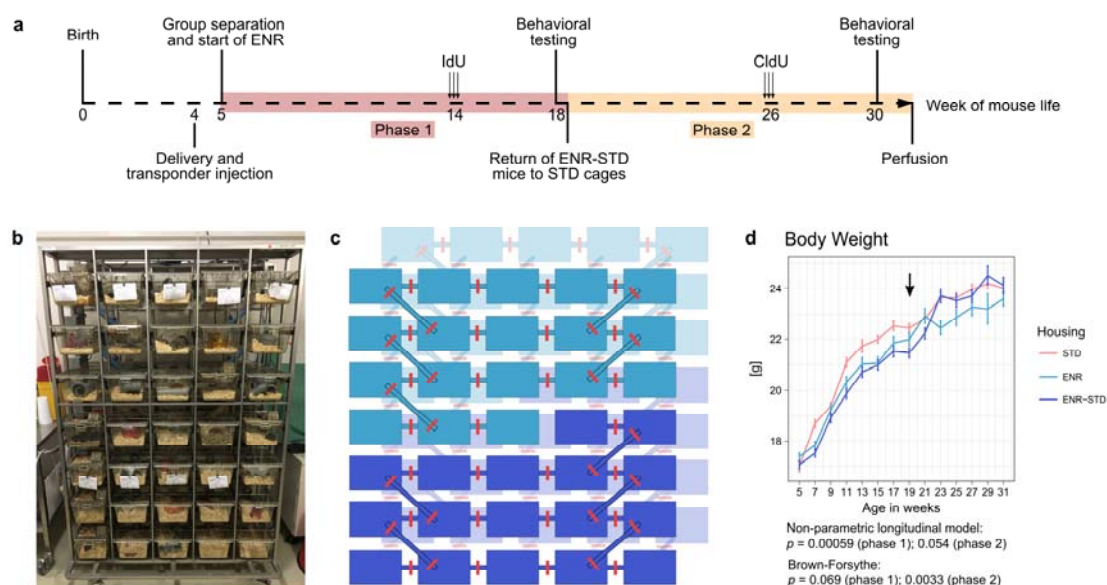 a
Birth
Group separation
and start of ENR
IdU
Behavioral
testing
CldU
Behavioral
testing
0
4
5
14
18
26
30
Week of mouse life
Phase 1
Phase 2
Delivery and
transponder injection
Return of ENR-STD
mice to STD cages
Perfusion
b
c
d
Body Weight
[g]
24
22
20
18
5 7 9 11 13 15 17 19 21 23 25 27 29 31
Age in weeks
Housing
STD
ENR
ENR-STD
Non-parametric longitudinal model:
p = 0.00059 (phase 1); 0.054 (phase 2)
Brown-Forsythe:
p = 0.069 (phase 1); 0.0033 (phase 2)